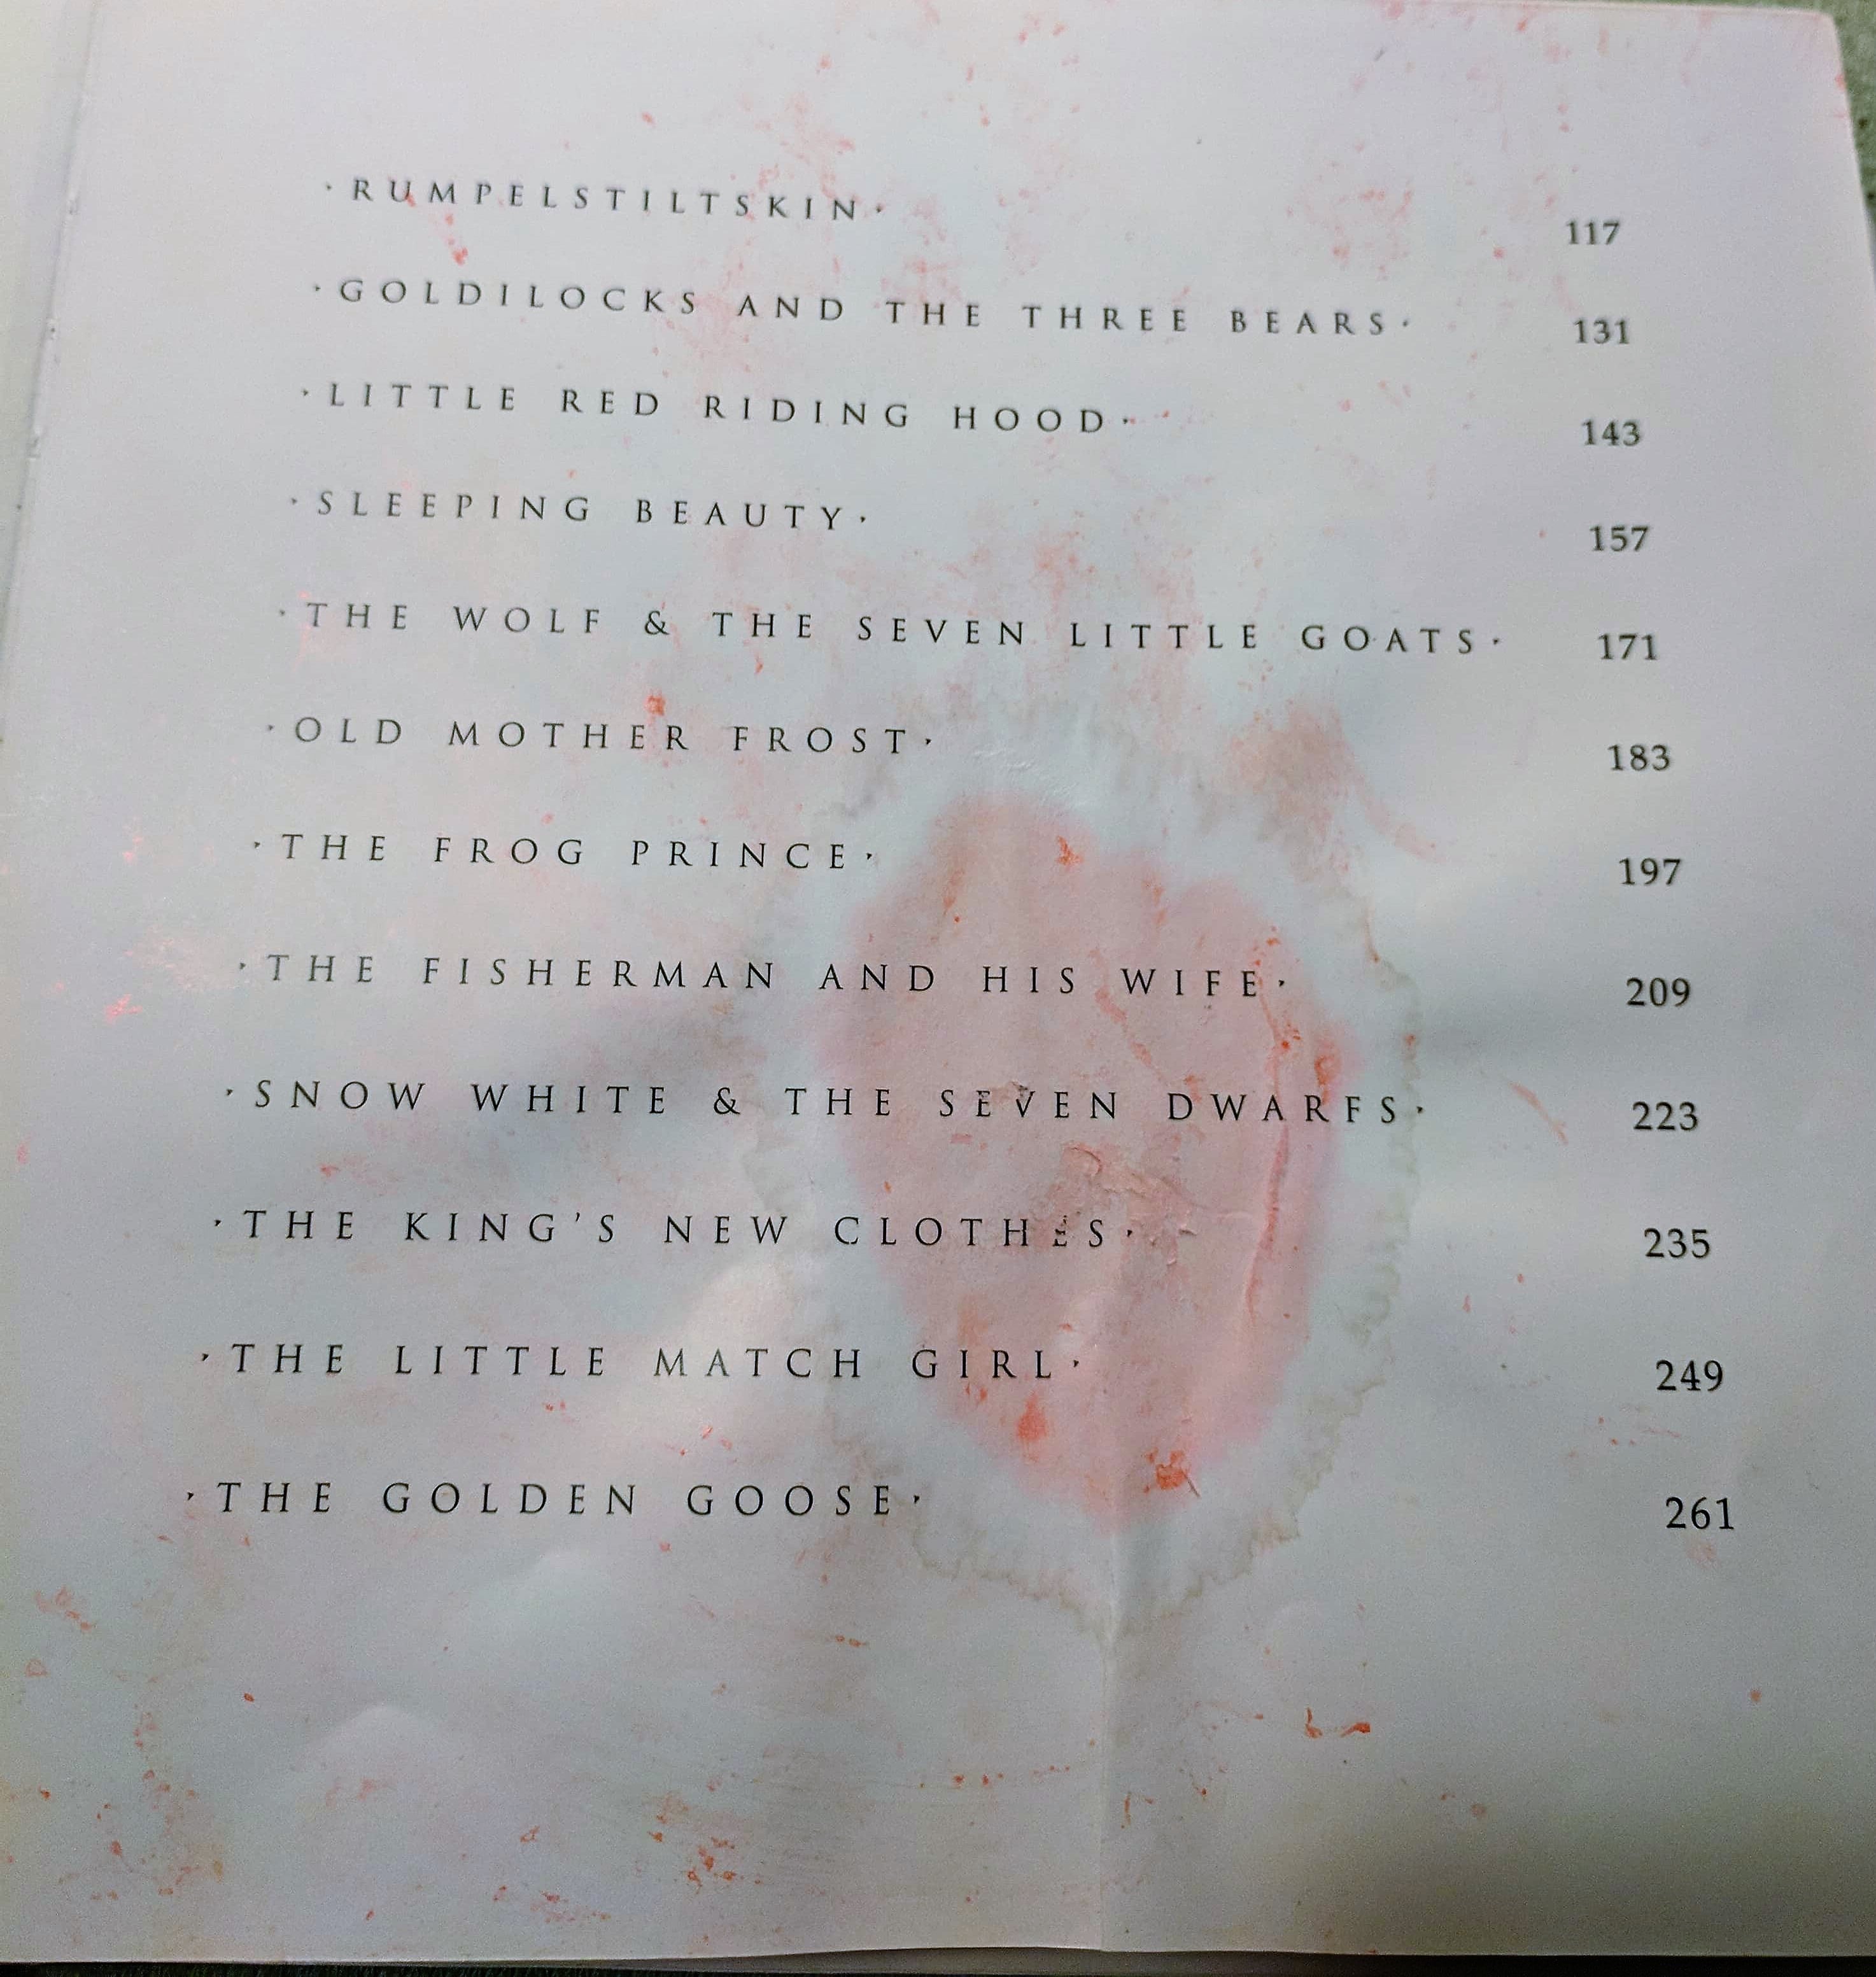 ·RUMPELSTILTSKIN· 117
·GOLDILOCKS AND THE THREE BEARS· 131
·LITTLE RED RIDING HOOD· 143
·SLEEPING BEAUTY· 157
·THE WOLF & THE SEVEN LITTLE GOATS· 171
·OLD MOTHER FROST· 183
·THE FROG PRINCE· 197
·THE FISHERMAN AND HIS WIFE· 209
·SNOW WHITE & THE SEVEN DWARFS· 223
·THE KING'S NEW CLOTHES· 235
·THE LITTLE MATCH GIRL· 249
·THE GOLDEN GOOSE· 261